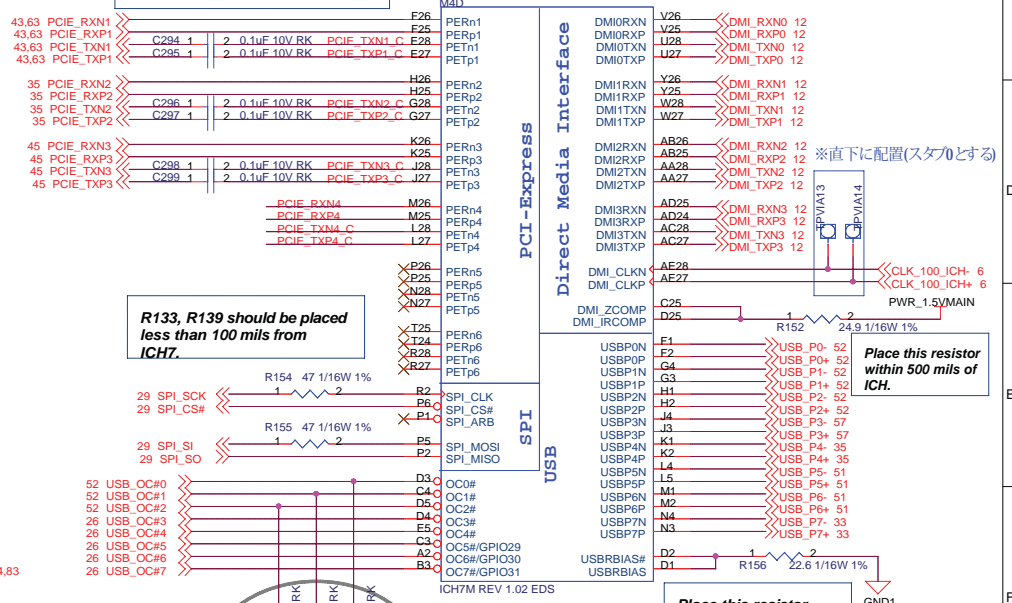 M4D
43,63 PCIE_RXN1 F26 PERn1 DMI0RXN V26 DMI_RXN0 12
43,63 PCIE_RXP1 F25 PERp1 DMI0RXP V25 DMI_RXP0 12
43,63 PCIE_TXN1 C294 1 2 0.1uF 10V RK PCIE_TXN1_C E28 PETn1 DMI0TXN U28 DMI_TXN0 12
43,63 PCIE_TXP1 C295 1 2 0.1uF 10V RK PCIE_TXP1_C E27 PETp1 DMI0TXP U27 DMI_TXP0 12
35 PCIE_RXN2 H26 PERn2 DMI1RXN Y26 DMI_RXN1 12
35 PCIE_RXP2 H25 PERp2 DMI1RXP Y25 DMI_RXP1 12
35 PCIE_TXN2 C296 1 2 0.1uF 10V RK PCIE_TXN2_C G28 PETn2 DMI1TXN W28 DMI_TXN1 12
35 PCIE_TXP2 C297 1 2 0.1uF 10V RK PCIE_TXP2_C G27 PETp2 DMI1TXP W27 DMI_TXP1 12
45 PCIE_RXN3 K26 PERn3 DMI2RXN AB26 DMI_RXN2 12
45 PCIE_RXP3 K25 PERp3 DMI2RXP AB25 DMI_RXP2 12
45 PCIE_TXN3 C298 1 2 0.1uF 10V RK PCIE_TXN3_C J28 PETn3 DMI2TXN AA28 DMI_TXN2 12
45 PCIE_TXP3 C299 1 2 0.1uF 10V RK PCIE_TXP3_C J27 PETp3 DMI2TXP AA27 DMI_TXP2 12
※直下に配置(スタブ0とする)
TPVIA13 TPVIA14
PCIE_RXN4 M26 PERn4 DMI3RXN AD25 DMI_RXN3 12
PCIE_RXP4 M25 PERp4 DMI3RXP AD24 DMI_RXP3 12
PCIE_TXN4_C L28 PETn4 DMI3TXN AC28 DMI_TXN3 12
PCIE_TXP4_C L27 PETp4 DMI3TXP AC27 DMI_TXP3 12
PCI-Express
Direct Media Interface
P26 PERn5 DMI_CLKN AE28 CLK_100_ICH- 6
P25 PERp5 DMI_CLKP AE27 CLK_100_ICH+ 6
N28 PETn5
N27 PETp5
DMI_ZCOMP C25 PWR_1.5VMAIN
DMI_IRCOMP D25 R152 1 2 24.9 1/16W 1%
R133, R139 should be placed
less than 100 mils from
ICH7.
T25 PERn6
T24 PERp6
R28 PETn6
R27 PETp6
Place this resistor
within 500 mils of
ICH.
USBP0N F1 USB_P0- 52
USBP0P F2 USB_P0+ 52
USBP1N G4 USB_P1- 52
USBP1P G3 USB_P1+ 52
USBP2N H1 USB_P2- 52
USBP2P H2 USB_P2+ 52
USBP3N J4 USB_P3- 57
USBP3P J3 USB_P3+ 57
USBP4N K1 USB_P4- 35
USBP4P K2 USB_P4+ 35
USBP5N L4 USB_P5- 51
USBP5P L5 USB_P5+ 51
USBP6N M1 USB_P6- 51
USBP6P M2 USB_P6+ 51
USBP7N N4 USB_P7- 33
USBP7P N3 USB_P7+ 33
29 SPI_SCK R154 47 1/16W 1% 1 2 R2 SPI_CLK
29 SPI_CS# P6 SPI_CS#
P1 SPI_ARB
SPI
29 SPI_SI R155 47 1/16W 1% 1 2 P5 SPI_MOSI
29 SPI_SO P2 SPI_MISO
USB
52 USB_OC#0 D3 OC0#
52 USB_OC#1 C4 OC1#
52 USB_OC#2 D5 OC2#
26 USB_OC#3 D4 OC3#
26 USB_OC#4 E5 OC4#
26 USB_OC#5 C3 OC5#/GPIO29
26 USB_OC#6 A2 OC6#/GPIO30
26 USB_OC#7 B3 OC7#/GPIO31
USBRBIAS# D2
USBRBIAS D1 R156 1 2 22.6 1/16W 1%
GND1
ICH7M REV 1.02 EDS
4,83
RK RK RK
Place this resistor
D
E
F